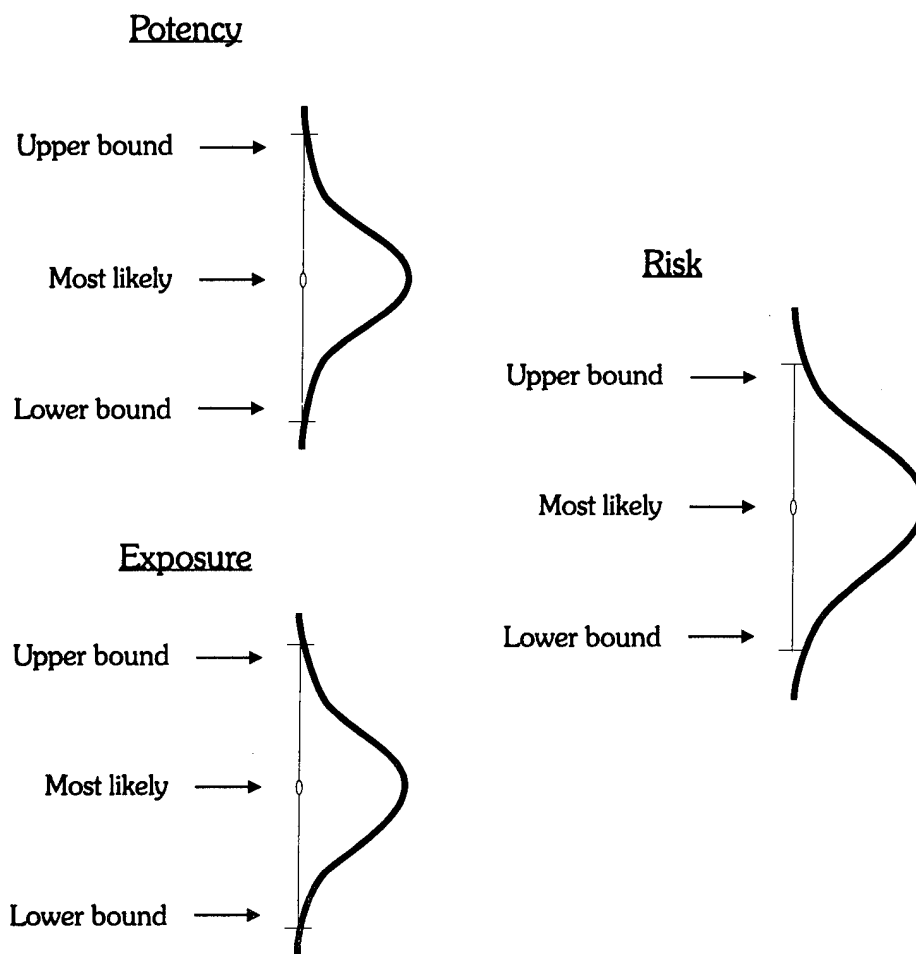 Potency
Upper bound
Most likely
Lower bound
Exposure
Upper bound
Most likely
Lower bound
Risk
Upper bound
Most likely
Lower bound